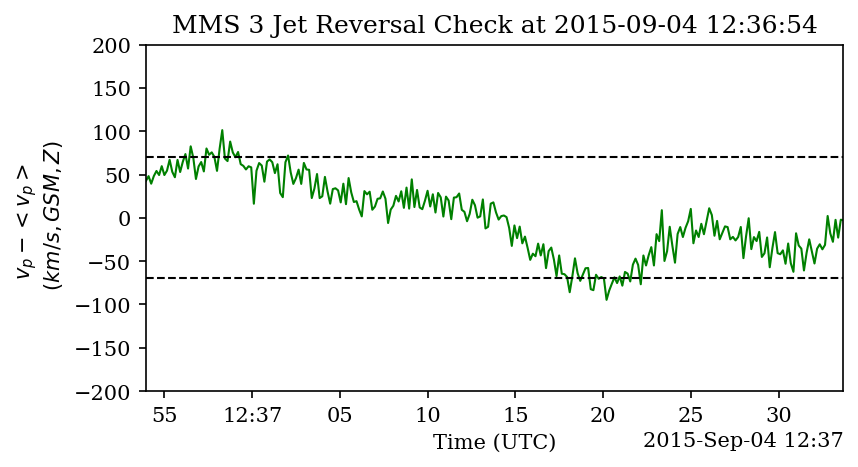 MMS 3 Jet Reversal Check at 2015-09-04 12:36:54
200
150
100
50
0
−50
−100
−150
−200
v_p − < v_p >
(km/s, GSM, Z)
55 12:37 05 10 15 20 25 30
Time (UTC) 2015-Sep-04 12:37